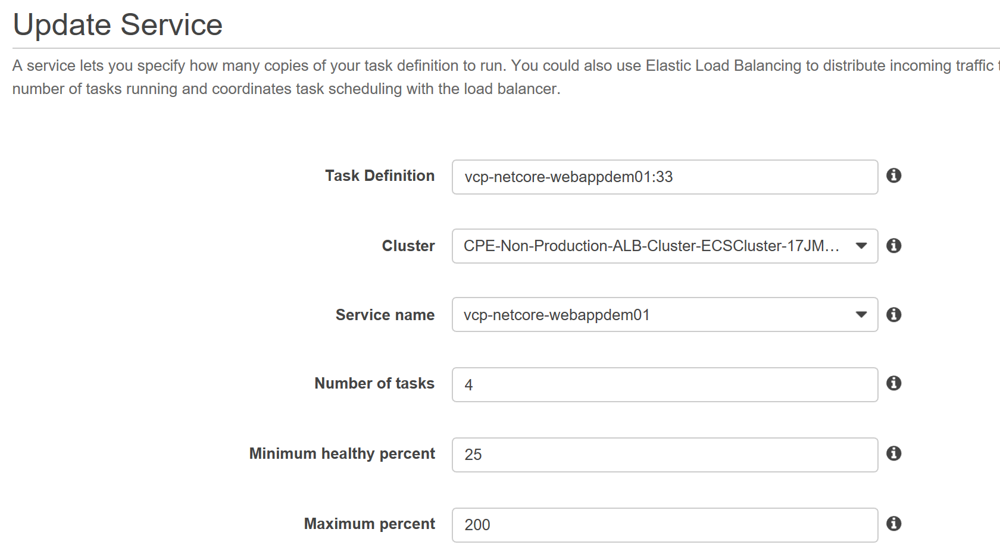 Update Service
A service lets you specify how many copies of your task definition to run. You could also use Elastic Load Balancing to distribute incoming traffic
number of tasks running and coordinates task scheduling with the load balancer.
Task Definition vcp-netcore-webappdem01:33
Cluster CPE-Non-Production-ALB-Cluster-ECSCluster-17JM...
Service name vcp-netcore-webappdem01
Number of tasks 4
Minimum healthy percent 25
Maximum percent 200